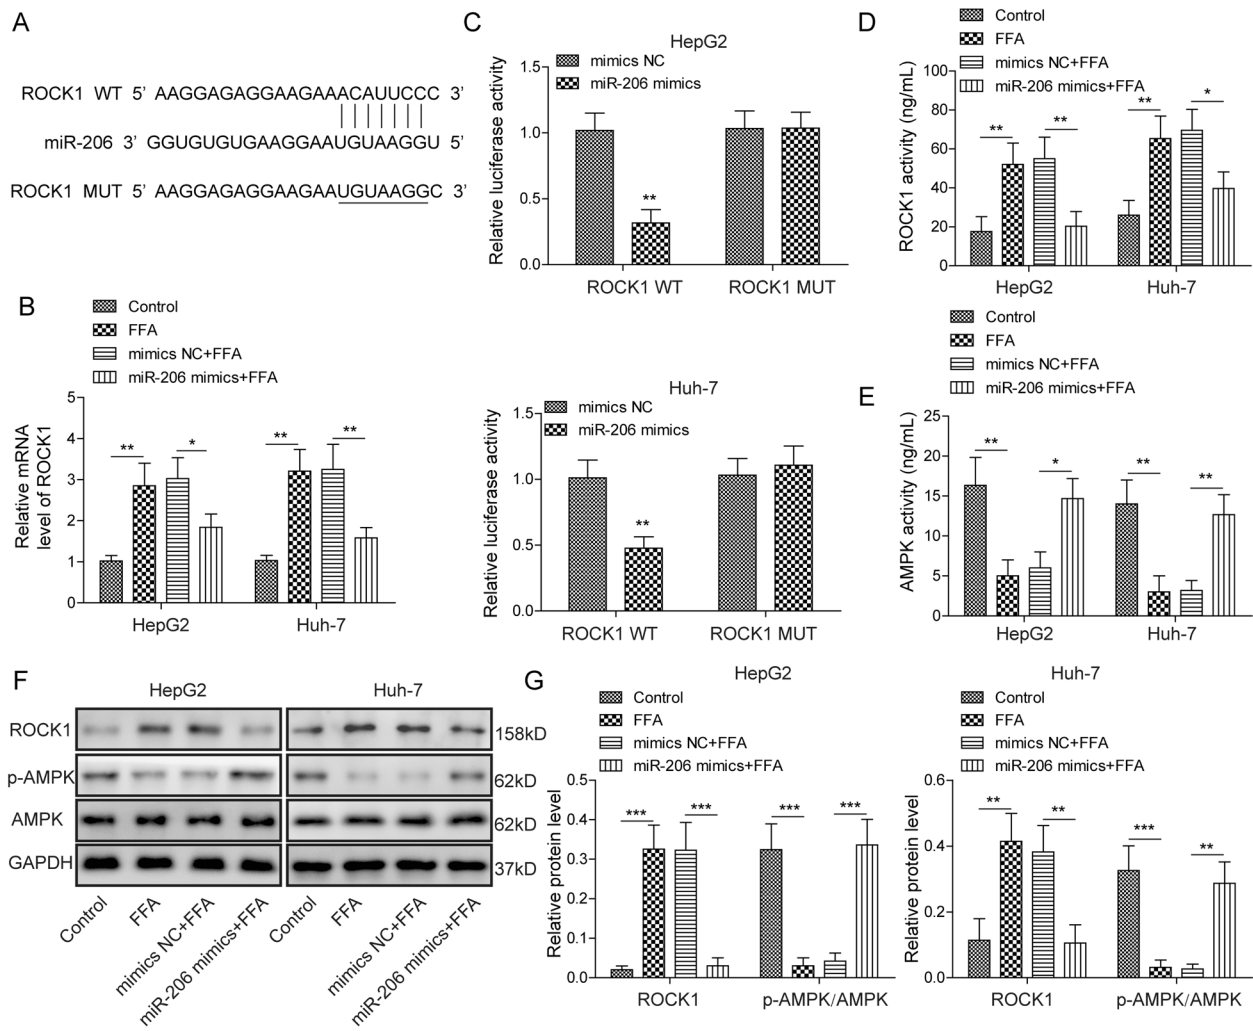 A
ROCK1 WT 5’ AAGGAGAGGAAGAAACAUUCCC 3’
miR-206 3’ GGUGUGUGAAGGAAUGUAAGGU 5’
ROCK1 MUT 5’ AAGGAGAGGAAGAAUGUAAGGC 3’
B
Control
FFA
mimics NC+FFA
miR-206 mimics+FFA
Relative mRNA
level of ROCK1
5
4
3
2
1
0
** * ** **
HepG2 Huh-7
C
HepG2
mimics NC
miR-206 mimics
Relative luciferase activity
1.5
1.0
0.5
0.0
**
ROCK1 WT ROCK1 MUT
Huh-7
mimics NC
miR-206 mimics
Relative luciferase activity
1.5
1.0
0.5
0.0
**
ROCK1 WT ROCK1 MUT
D
Control
FFA
mimics NC+FFA
miR-206 mimics+FFA
ROCK1 activity (ng/mL)
100
80
60
40
20
0
** ** ** *
HepG2 Huh-7
E
Control
FFA
mimics NC+FFA
miR-206 mimics+FFA
AMPK activity (ng/mL)
25
20
15
10
5
0
** * ** **
HepG2 Huh-7
F
HepG2 Huh-7
ROCK1 158kD
p-AMPK 62kD
AMPK 62kD
GAPDH 37kD
Control
FFA
mimics NC+FFA
miR-206 mimics+FFA
Control
FFA
mimics NC+FFA
miR-206 mimics+FFA
G
HepG2
Control
FFA
mimics NC+FFA
miR-206 mimics+FFA
Relative protein level
0.5
0.4
0.3
0.2
0.1
0.0
*** *** *** ***
ROCK1 p-AMPK/AMPK
Huh-7
Control
FFA
mimics NC+FFA
miR-206 mimics+FFA
Relative protein level
0.6
0.4
0.2
0.0
** ** *** **
ROCK1 p-AMPK/AMPK